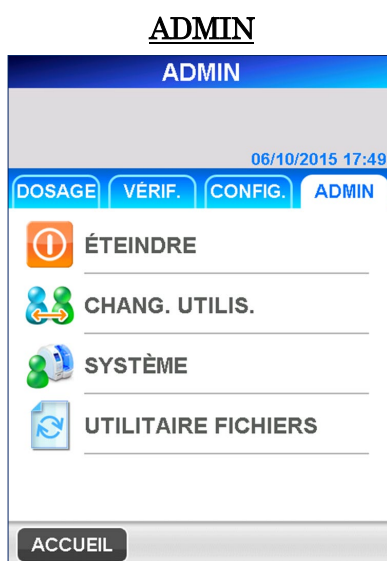 ADMIN
ADMIN
06/10/2015 17:49
DOSAGE VÉRIF. CONFIG. ADMIN
ÉTEINDRE
CHANG. UTILIS.
SYSTÈME
UTILITAIRE FICHIERS
ACCUEIL